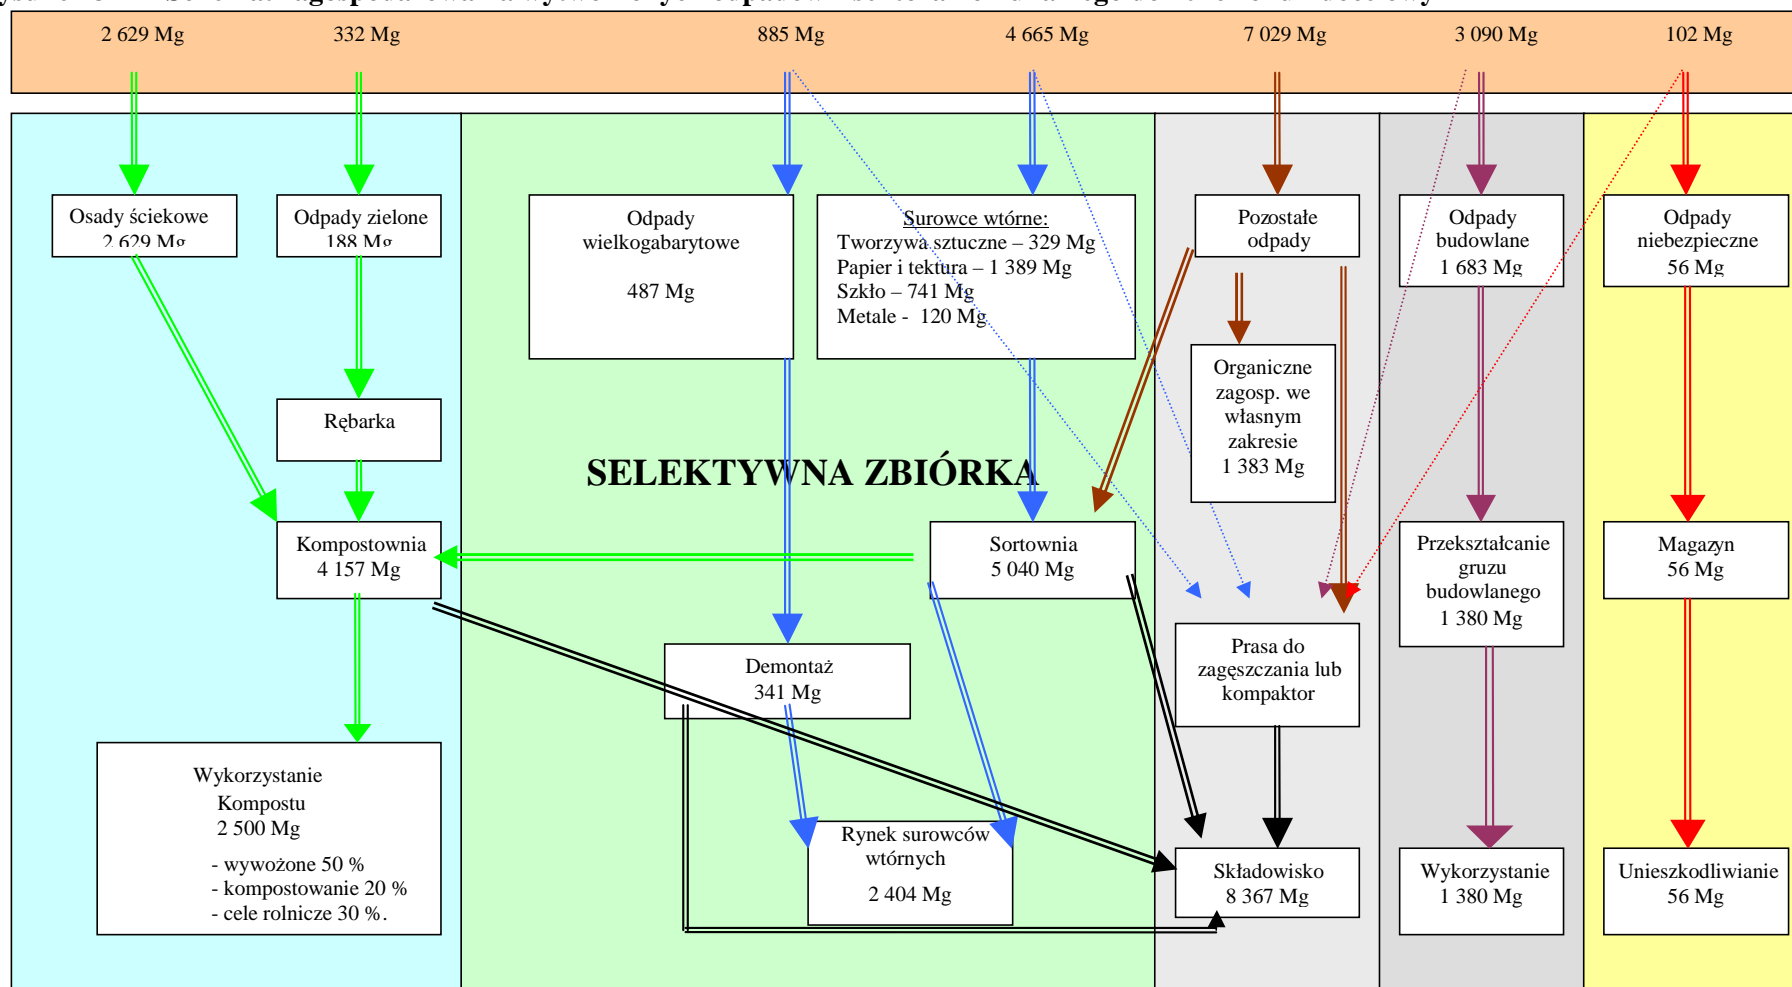 2 629 Mg
332 Mg
885 Mg
4 665 Mg
7 029 Mg
3 090 Mg
102 Mg
Osady ściekowe
2 629 Mg
Odpady zielone
188 Mg
Odpady
wielkogabarytowe
487 Mg
Surowce wtórne:
Tworzywa sztuczne – 329 Mg
Papier i tektura – 1 389 Mg
Szkło – 741 Mg
Metale - 120 Mg
Pozostałe
odpady
Odpady
budowlane
1 683 Mg
Odpady
niebezpieczne
56 Mg
Organiczne
zagosp. we
własnym
zakresie
1 383 Mg
Rębarka
SELEKTYWNA ZBIÓRKA
Kompostownia
4 157 Mg
Sortownia
5 040 Mg
Przekształcanie
gruzu
budowlanego
1 380 Mg
Magazyn
56 Mg
Demontaż
341 Mg
Prasa do
zagęszczania lub
kompaktor
Wykorzystanie
Kompostu
2 500 Mg
- wywożone 50 %
- kompostowanie 20 %
- cele rolnicze 30 %.
Rynek surowców
wtórnych
2 404 Mg
Składowisko
8 367 Mg
Wykorzystanie
1 380 Mg
Unieszkodliwianie
56 Mg